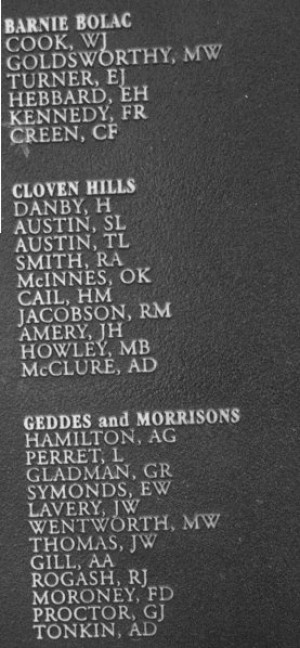 BARNIE BOLAC
COOK, WJ
GOLDSWORTHY, MW
TURNER, EJ
HEBBARD, EH
KENNEDY, FR
CREEN, CF
CLOVEN HILLS
DANBY, H
AUSTIN, SL
AUSTIN, TL
SMITH, RA
McINNES, OK
CAIL, HM
JACOBSON, RM
AMERY, JH
HOWLEY, MB
McCLURE, AD
GEDDES and MORRISONS
HAMILTON, AG
PERRET, L
GLADMAN, GR
SYMONDS, EW
LAVERY, JW
WENTWORTH, MW
THOMAS, JW
GILL, AA
ROGASH, RJ
MORONEY, FD
PROCTOR, GJ
TONKIN, AD